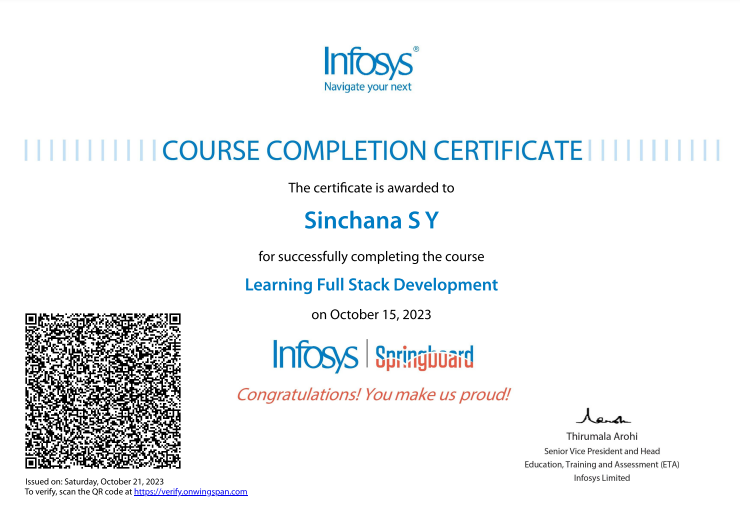 Infosys®
Navigate your next
COURSE COMPLETION CERTIFICATE
The certificate is awarded to
Sinchana S Y
for successfully completing the course
Learning Full Stack Development
on October 15, 2023
Infosys | Springboard
Congratulations! You make us proud!
Thirumala Arohi
Senior Vice President and Head
Education, Training and Assessment (ETA)
Infosys Limited
Issued on: Saturday, October 21, 2023
To verify, scan the QR code at https://verify.onwingspan.com